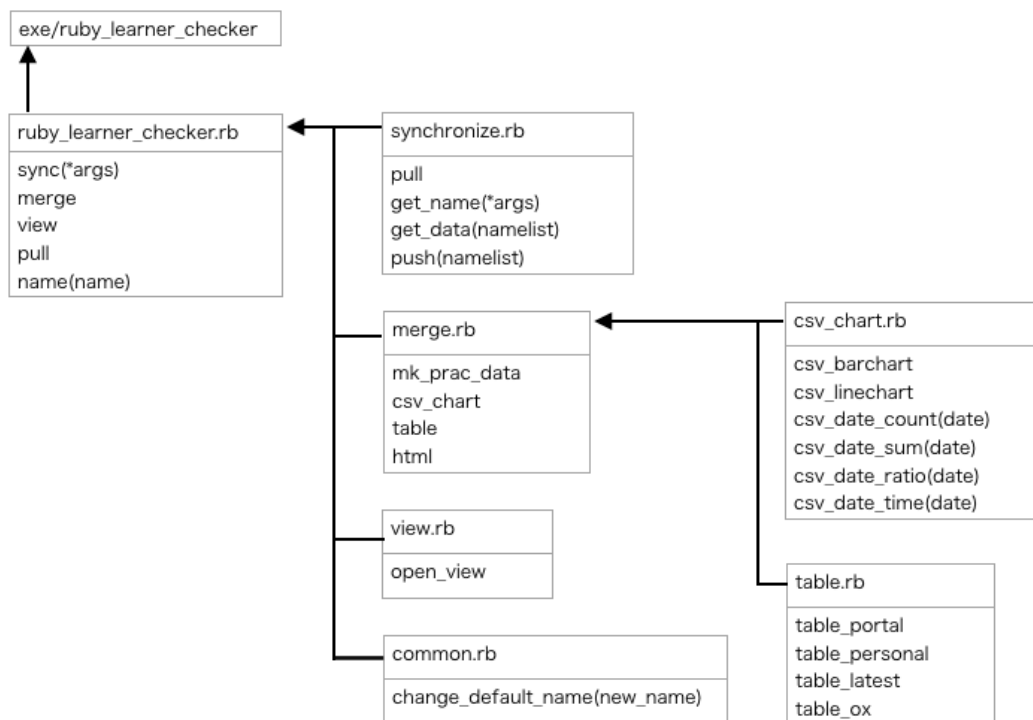 exe/ruby_learner_checker
ruby_learner_checker.rb
sync(*args)
merge
view
pull
name(name)
synchronize.rb
pull
get_name(*args)
get_data(namelist)
push(namelist)
merge.rb
mk_prac_data
csv_chart
table
html
view.rb
open_view
common.rb
change_default_name(new_name)
csv_chart.rb
csv_barchart
csv_linechart
csv_date_count(date)
csv_date_sum(date)
csv_date_ratio(date)
csv_date_time(date)
table.rb
table_portal
table_personal
table_latest
table_ox